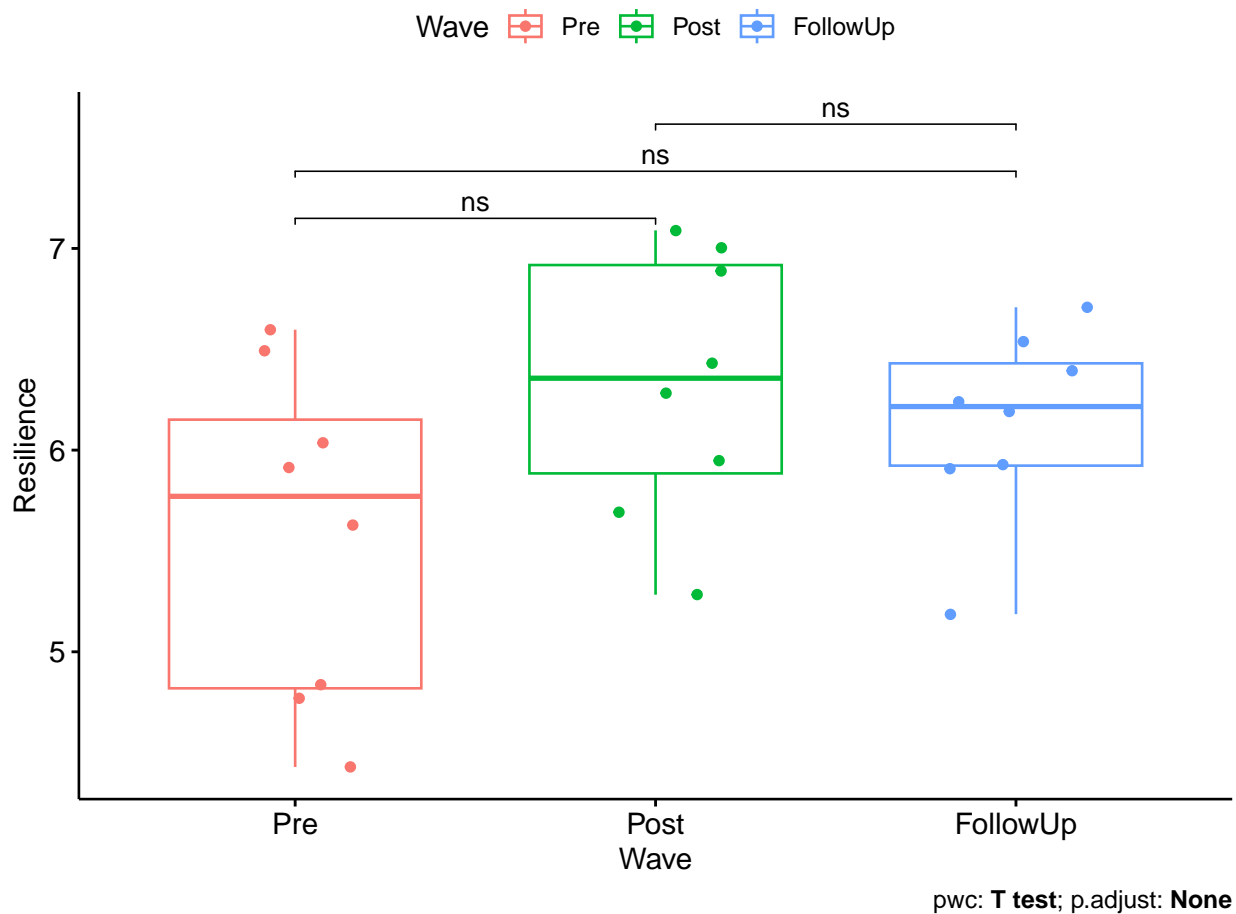 Wave Pre Post FollowUp
ns
ns
ns
7
6
5
Resilience
Pre Post FollowUp
Wave
pwc: T test; p.adjust: None